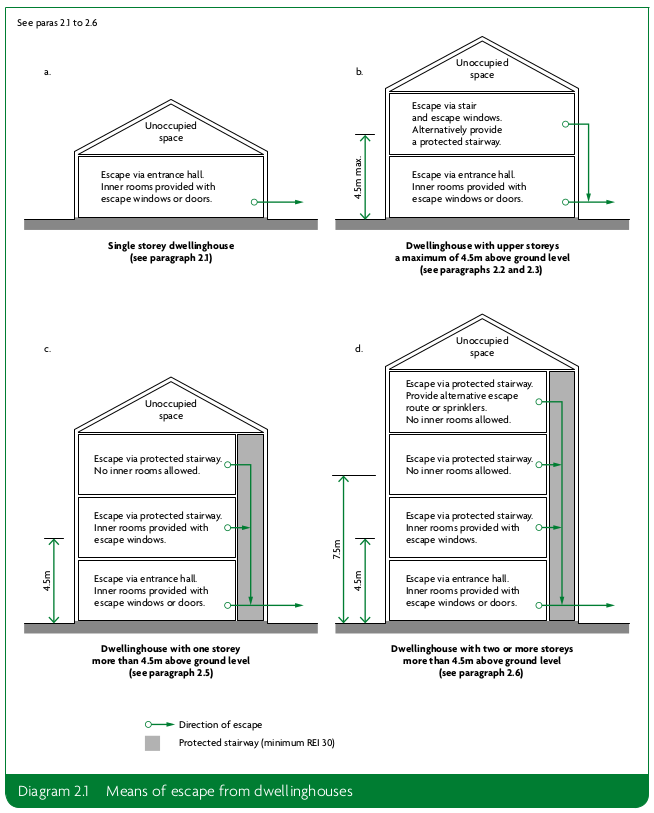 See paras 2.1 to 2.6
a.
Unoccupied
space
Escape via entrance hall.
Inner rooms provided with
escape windows or doors.
Single storey dwellinghouse
(see paragraph 2.1)
b.
Unoccupied
space
Escape via stair
and escape windows.
Alternatively provide
a protected stairway.
4.5m max.
Escape via entrance hall.
Inner rooms provided with
escape windows or doors.
Dwellinghouse with upper storeys
a maximum of 4.5m above ground level
(see paragraphs 2.2 and 2.3)
c.
Unoccupied
space
Escape via protected stairway.
No inner rooms allowed.
Escape via protected stairway.
Inner rooms provided with
escape windows.
4.5m
Escape via entrance hall.
Inner rooms provided with
escape windows or doors.
Dwellinghouse with one storey
more than 4.5m above ground level
(see paragraph 2.5)
d.
Unoccupied
space
Escape via protected stairway.
Provide alternative escape
route or sprinklers.
No inner rooms allowed.
Escape via protected stairway.
No inner rooms allowed.
Escape via protected stairway.
Inner rooms provided with
escape windows.
7.5m
4.5m
Escape via entrance hall.
Inner rooms provided with
escape windows or doors.
Dwellinghouse with two or more storeys
more than 4.5m above ground level
(see paragraph 2.6)
Direction of escape
Protected stairway (minimum REI 30)
Diagram 2.1 Means of escape from dwellinghouses